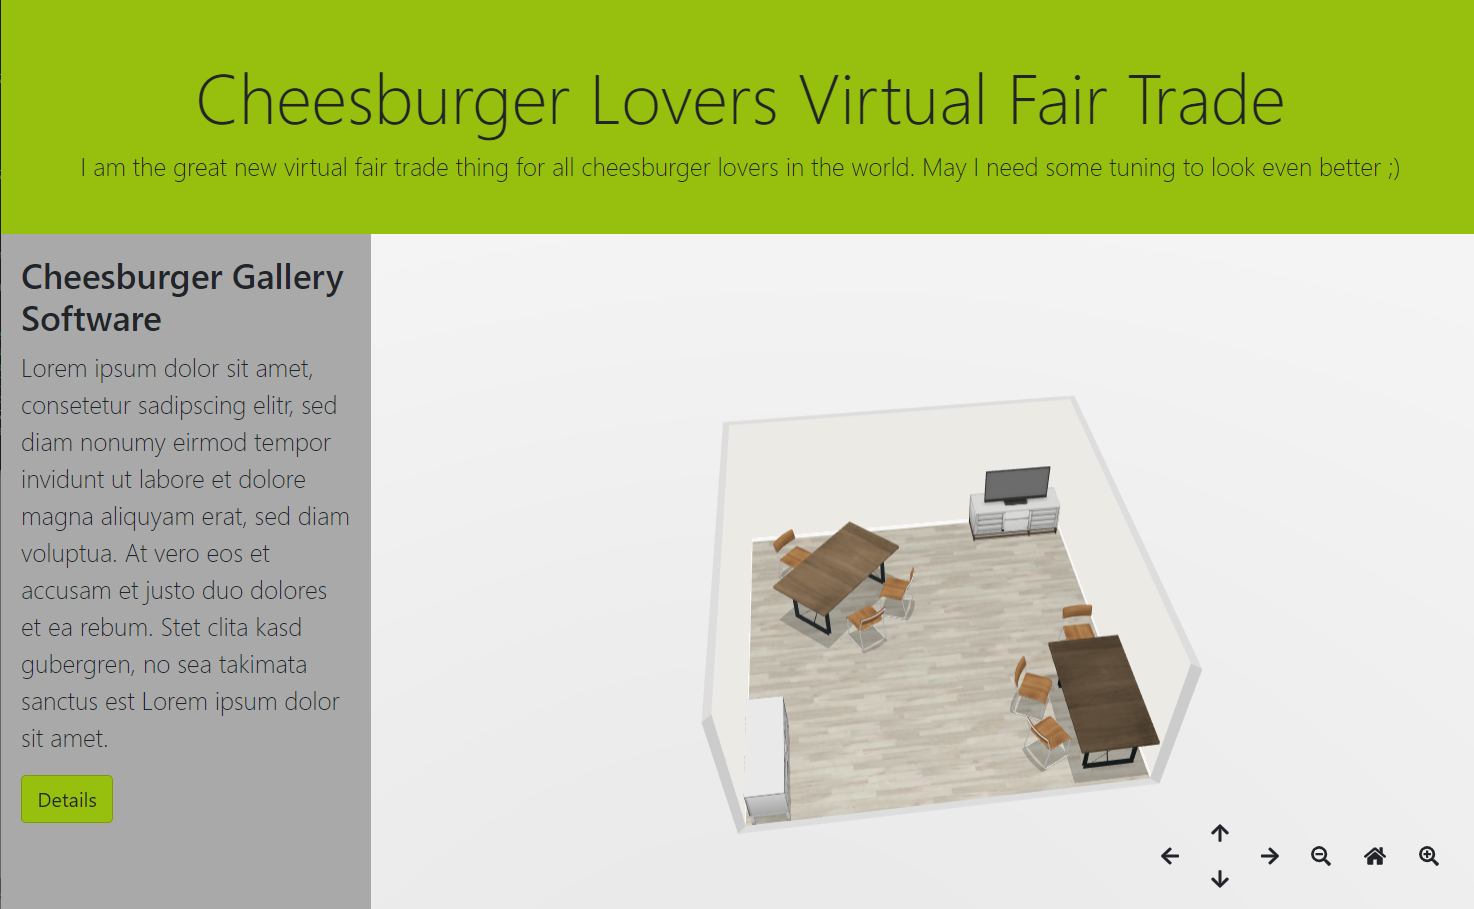 Cheesburger Lovers Virtual Fair Trade
I am the great new virtual fair trade thing for all cheesburger lovers in the world. May I need some tuning to look even better ;)
Cheesburger Gallery
Software
Lorem ipsum dolor sit amet,
consetetur sadipscing elitr, sed
diam nonumy eirmod tempor
invidunt ut labore et dolore
magna aliquyam erat, sed diam
voluptua. At vero eos et
accusam et justo duo dolores
et ea rebum. Stet clita kasd
gubergren, no sea takimata
sanctus est Lorem ipsum dolor
sit amet.
Details